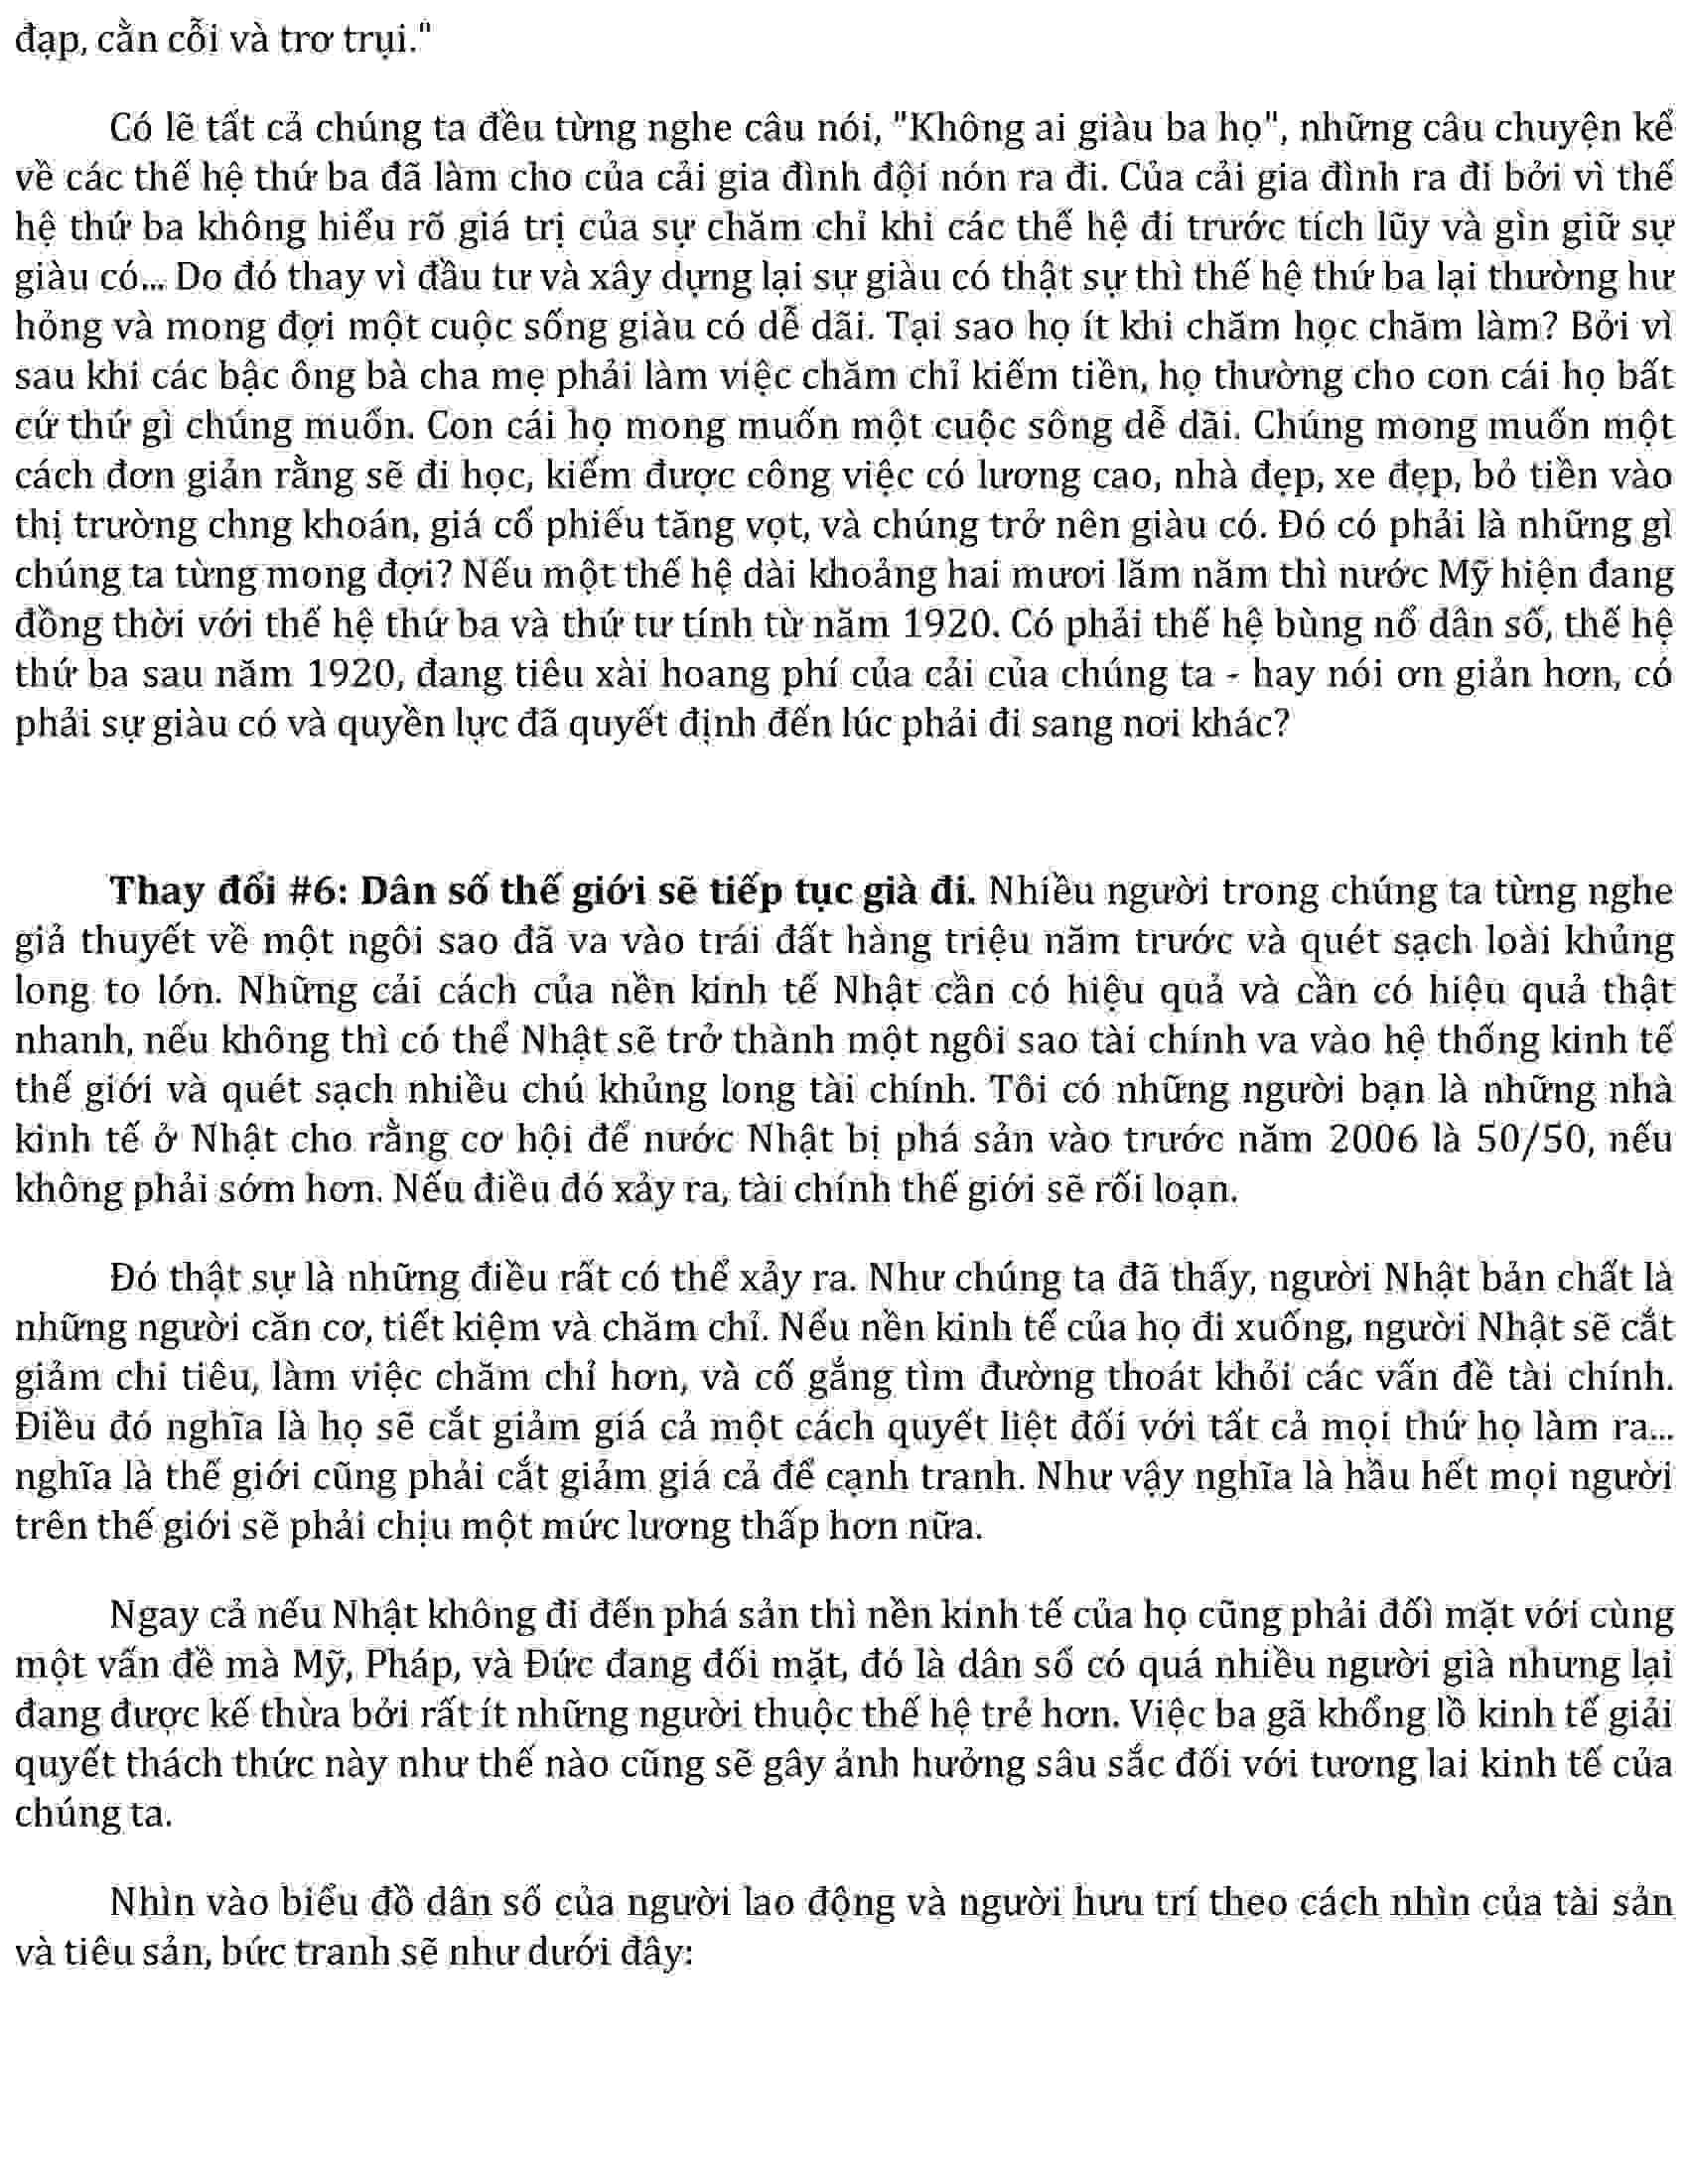 đạp, cằn cỗi và trơ trụi."
Có lẽ tất cả chúng ta đều từng nghe câu nói, "Không ai giàu ba họ", những câu chuyện kể
về các thế hệ thứ ba đã làm cho của cải gia đình đội nón ra đi. Của cải gia đình ra đi bởi vì thế
hệ thứ ba không hiểu rõ giá trị của sự chăm chỉ khi các thế hệ đi trước tích lũy và gìn giữ sự
giàu có... Do đó thay vì đầu tư và xây dựng lại sự giàu có thật sự thì thế hệ thứ ba lại thường hư
hỏng và mong đợi một cuộc sống giàu có dễ dãi. Tại sao họ ít khi chăm học chăm làm? Bởi vì
sau khi các bậc ông bà cha mẹ phải làm việc chăm chỉ kiếm tiền, họ thường cho con cái họ bất
cứ thứ gì chúng muốn. Con cái họ mong muốn một cuộc sông dễ dãi. Chúng mong muốn một
cách đơn giản rằng sẽ đi học, kiếm được công việc có lương cao, nhà đẹp, xe đẹp, bỏ tiền vào
thị trường chng khoán, giá cổ phiếu tăng vọt, và chúng trở nên giàu có. Đó có phải là những gì
chúng ta từng mong đợi? Nếu một thế hệ dài khoảng hai mươi lăm năm thì nước Mỹ hiện đang
đồng thời với thế hệ thứ ba và thứ tư tính từ năm 1920. Có phải thế hệ bùng nổ dân số, thế hệ
thứ ba sau năm 1920, đang tiêu xài hoang phí của cải của chúng ta - hay nói ơn giản hơn, có
phải sự giàu có và quyền lực đã quyết định đến lúc phải đi sang nơi khác?
Thay đổi #6: Dân số thế giới sẽ tiếp tục già đi. Nhiều người trong chúng ta từng nghe
giả thuyết về một ngôi sao đã va vào trái đất hàng triệu năm trước và quét sạch loài khủng
long to lớn. Những cải cách của nền kinh tế Nhật cần có hiệu quả và cần có hiệu quả thật
nhanh, nếu không thì có thể Nhật sẽ trở thành một ngôi sao tài chính va vào hệ thống kinh tế
thế giới và quét sạch nhiều chú khủng long tài chính. Tôi có những người bạn là những nhà
kinh tế ở Nhật cho rằng cơ hội để nước Nhật bị phá sản vào trước năm 2006 là 50/50, nếu
không phải sớm hơn. Nếu điều đó xảy ra, tài chính thế giới sẽ rối loạn.
Đó thật sự là những điều rất có thể xảy ra. Như chúng ta đã thấy, người Nhật bản chất là
những người căn cơ, tiết kiệm và chăm chỉ. Nếu nền kinh tế của họ đi xuống, người Nhật sẽ cắt
giảm chi tiêu, làm việc chăm chỉ hơn, và cố gắng tìm đường thoát khỏi các vấn đề tài chính.
Điều đó nghĩa là họ sẽ cắt giảm giá cả một cách quyết liệt đối với tất cả mọi thứ họ làm ra...
nghĩa là thế giới cũng phải cắt giảm giá cả để cạnh tranh. Như vậy nghĩa là hầu hết mọi người
trên thế giới sẽ phải chịu một mức lương thấp hơn nữa.
Ngay cả nếu Nhật không đi đến phá sản thì nền kinh tế của họ cũng phải đối mặt với cùng
một vấn đề mà Mỹ, Pháp, và Đức đang đối mặt, đó là dân số có quá nhiều người già nhưng lại
đang được kế thừa bởi rất ít những người thuộc thế hệ trẻ hơn. Việc ba gã khổng lồ kinh tế giải
quyết thách thức này như thế nào cũng sẽ gây ảnh hưởng sâu sắc đối với tương lai kinh tế của
chúng ta.
Nhìn vào biểu đồ dân số của người lao động và người hưu trí theo cách nhìn của tài sản
và tiêu sản, bức tranh sẽ như dưới đây: